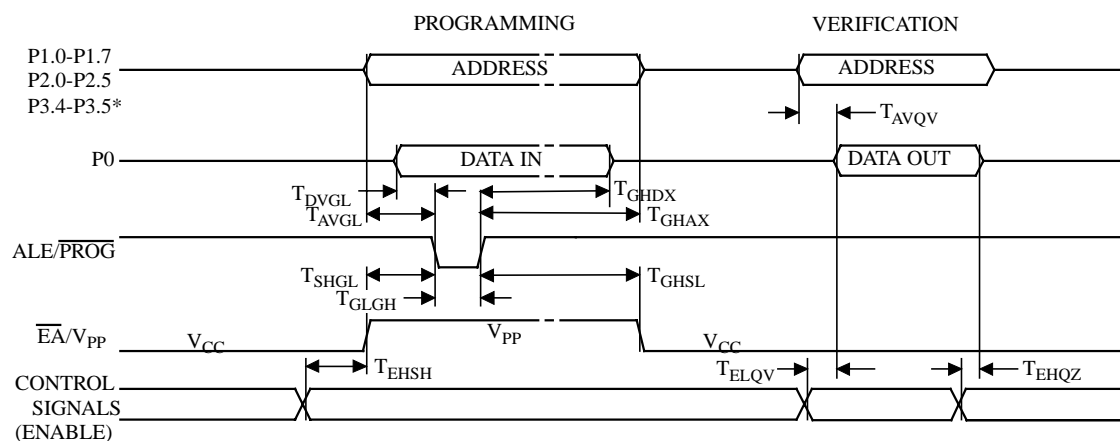 PROGRAMMING VERIFICATION
P1.0-P1.7
P2.0-P2.5
P3.4-P3.5*
ADDRESS ADDRESS
TAVQV
P0 DATA IN DATA OUT
TDVGL TGHDX
TAVGL TGHAX
ALE/PROG
TSHGL TGHSL
TGLGH
EA/VPP VCC VPP VCC
TEHSH TELQV TEHQZ
CONTROL
SIGNALS
(ENABLE)